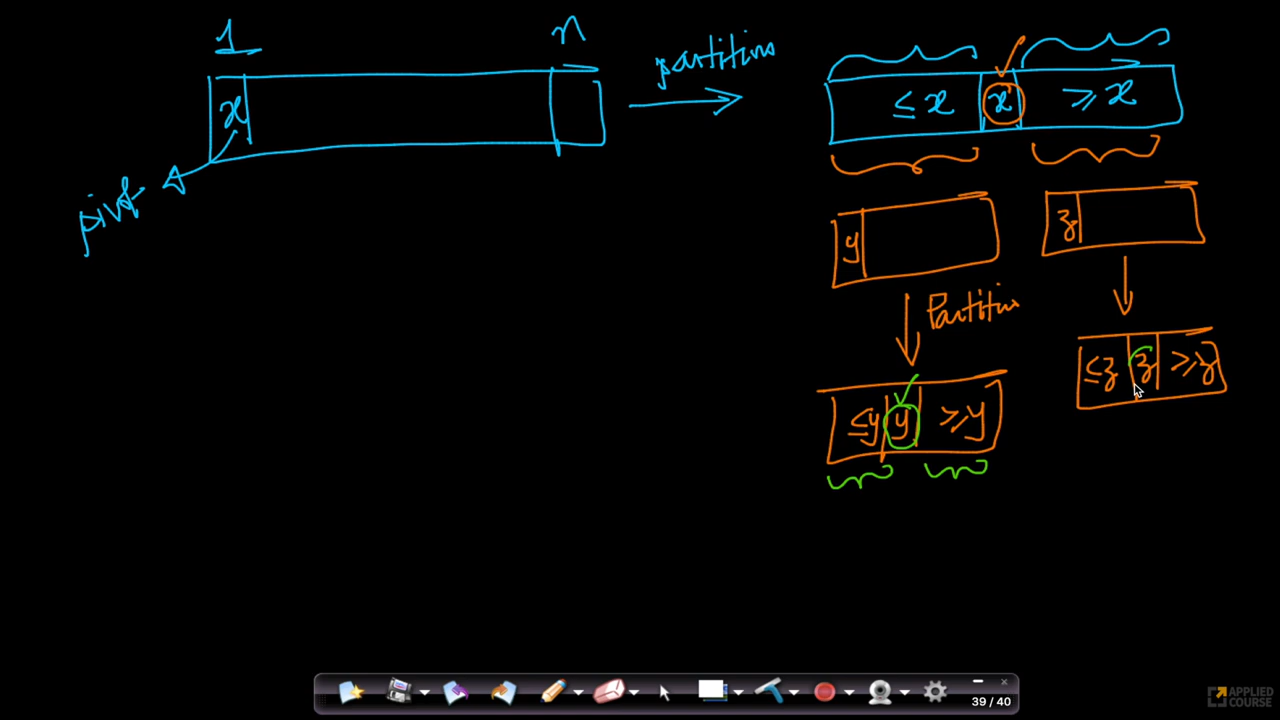 1
n
x
pivot
partition
≤ x x ≥ x
y
z
Partition
≤y y ≥y
≤z z ≥z
39 / 40
APPLIED
COURSE